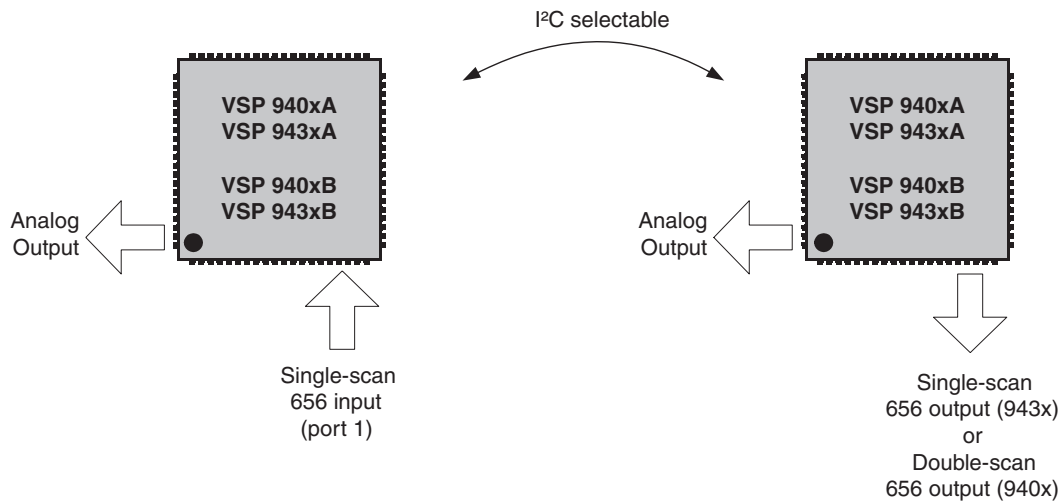 I²C selectable
VSP 940xA
VSP 943xA
VSP 940xB
VSP 943xB
Analog
Output
Single-scan
656 input
(port 1)
VSP 940xA
VSP 943xA
VSP 940xB
VSP 943xB
Analog
Output
Single-scan
656 output (943x)
or
Double-scan
656 output (940x)